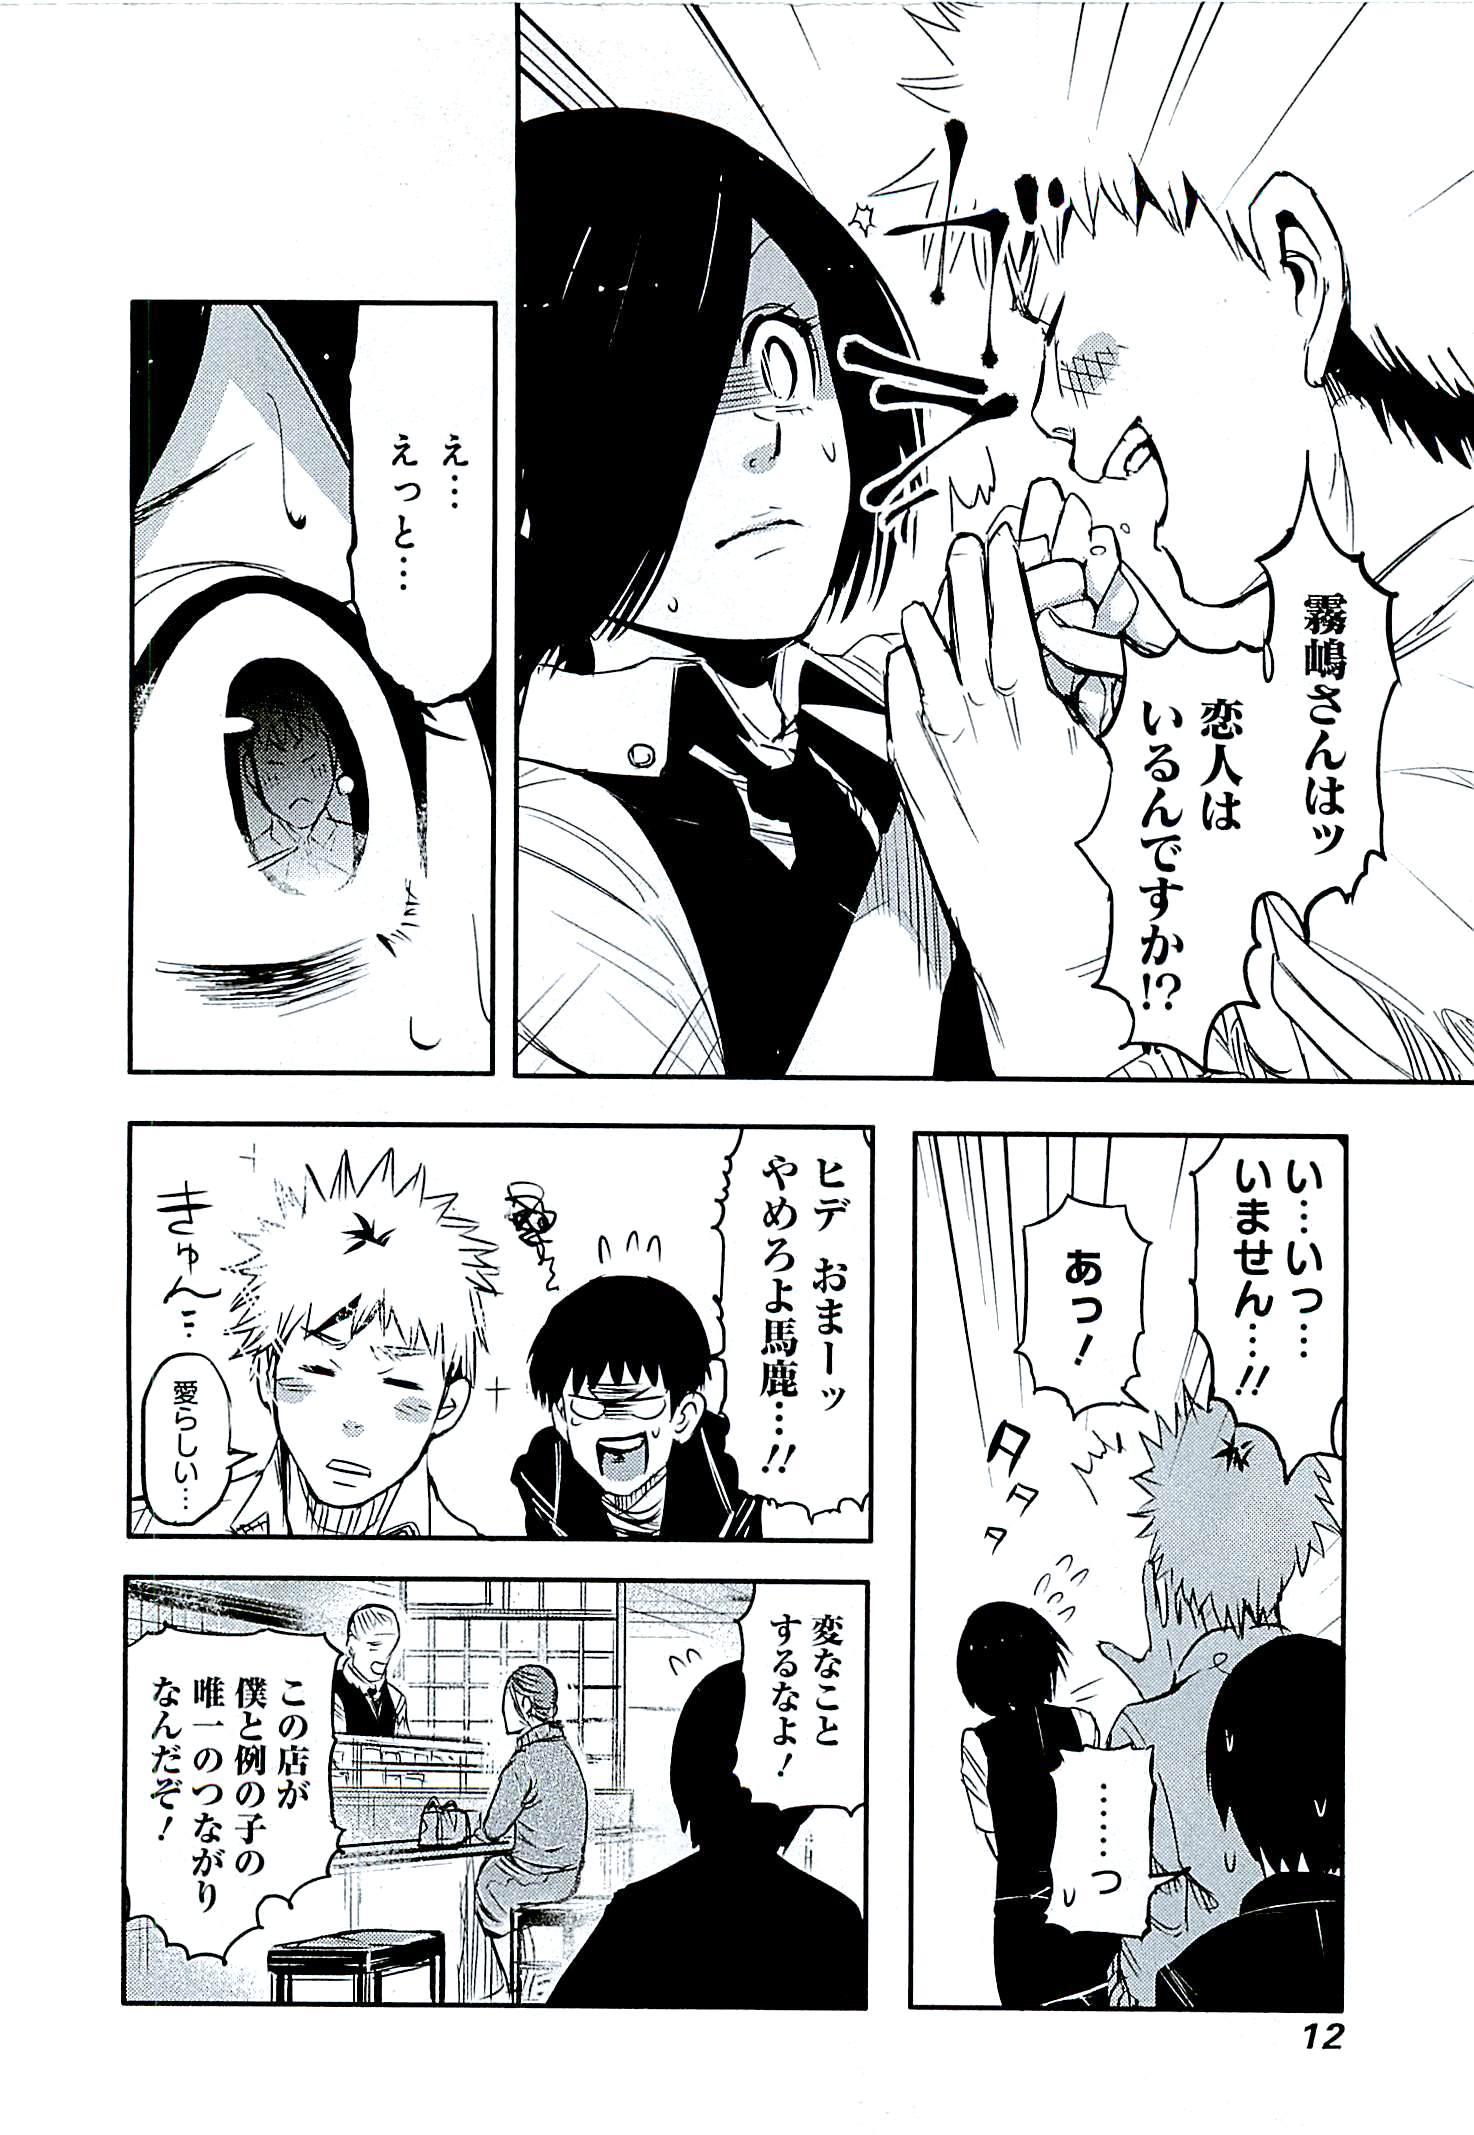 霧嶋さんはッ
恋人は
いるんですか!?
ガ
え…
えっと…
い…いっ…
いません…!!
あっ!
タタタ
……っ
ヒデ おまーッ
やめろよ馬鹿…!!
きゅん…
愛らしい…
変なこと
するなよ!
この店が
僕と例の子の
唯一のつながり
なんだぞ!
12